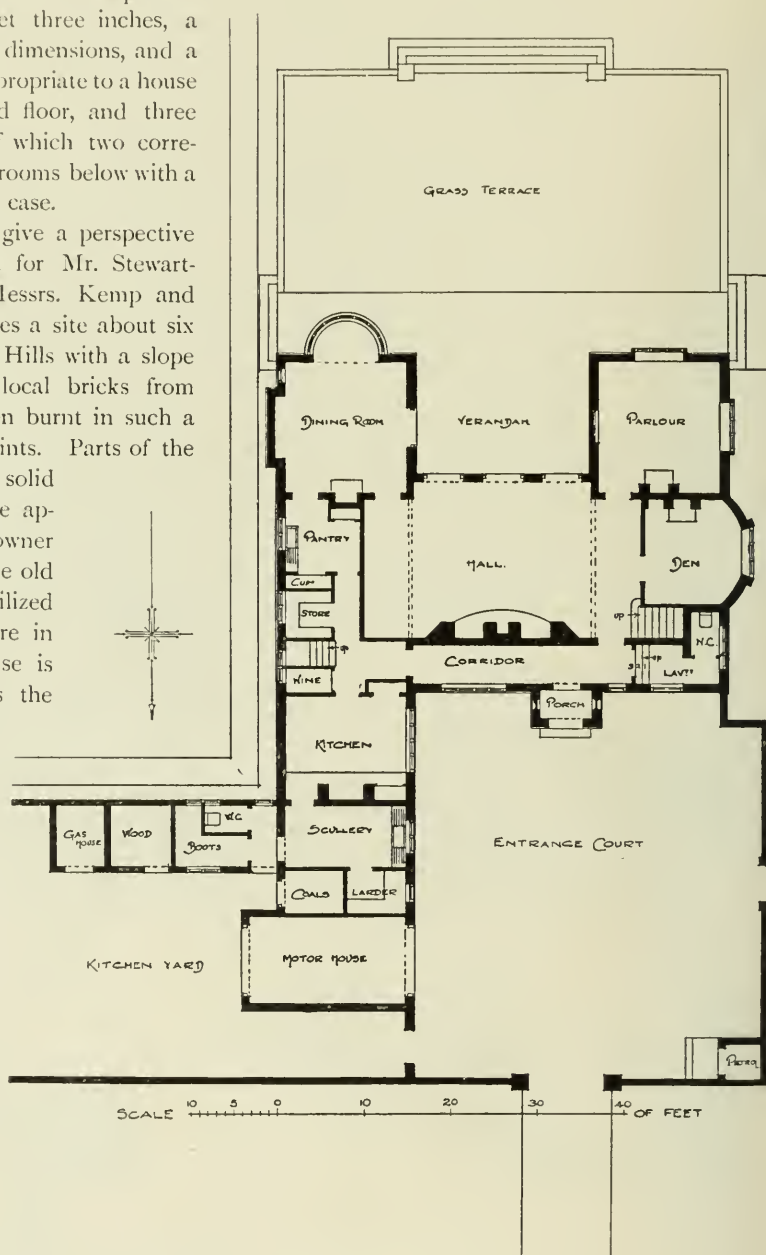 et three inches, a
dimensions, and a
propriate to a house
d floor, and three
which two corre-
rooms below with a
case.
give a perspective
for Mr. Stewart-
Messrs. Kemp and
es a site about six
Hills with a slope
local bricks from
n burnt in such a
ints. Parts of the
solid
e ap-
owner
e old
ilized
re in
se is
s the
GRASS TERRACE
DINING ROOM
VERANDAH
PARLOUR
PANTRY
HALL.
DEN
CUP
STORE
UP
UP
W.C.
CORRIDOR
UP
LAVTY
WINE
PORCH
KITCHEN
GAS HOUSE
WOOD
W.C
BOOTS
SCULLERY
ENTRANCE COURT
COALS
LARDER
KITCHEN YARD
MOTOR HOUSE
PETROL
SCALE 10 5 0 10 20 30 40 OF FEET